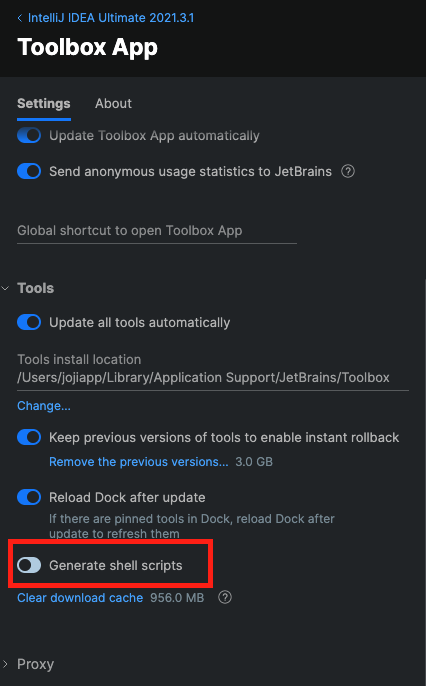 IntelliJ IDEA Ultimate 2021.3.1
Toolbox App
Settings About
Update Toolbox App automatically
Send anonymous usage statistics to JetBrains ?
Global shortcut to open Toolbox App
Tools
Update all tools automatically
Tools install location
/Users/jojiapp/Library/Application Support/JetBrains/Toolbox
Change...
Keep previous versions of tools to enable instant rollback
Remove the previous versions... 3.0 GB
Reload Dock after update
If there are pinned tools in Dock, reload Dock after
update to refresh them
Generate shell scripts
Clear download cache 956.0 MB ?
Proxy